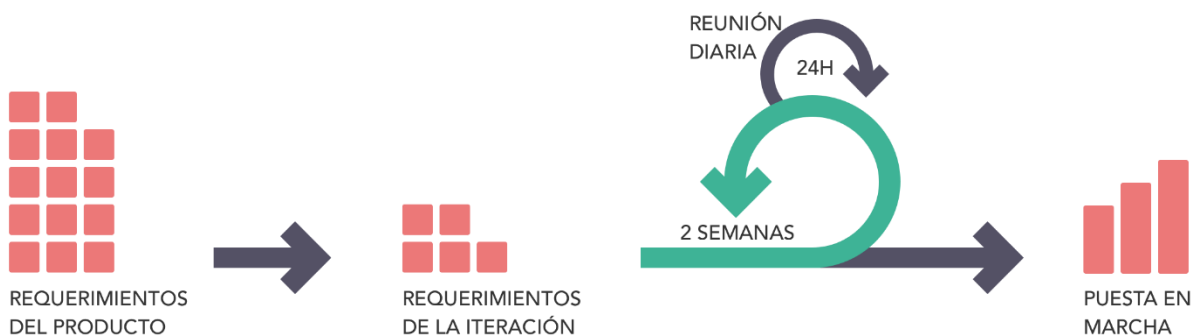 REUNIÓN
DIARIA
24H
2 SEMANAS
REQUERIMIENTOS
DEL PRODUCTO
REQUERIMIENTOS
DE LA ITERACIÓN
PUESTA EN
MARCHA